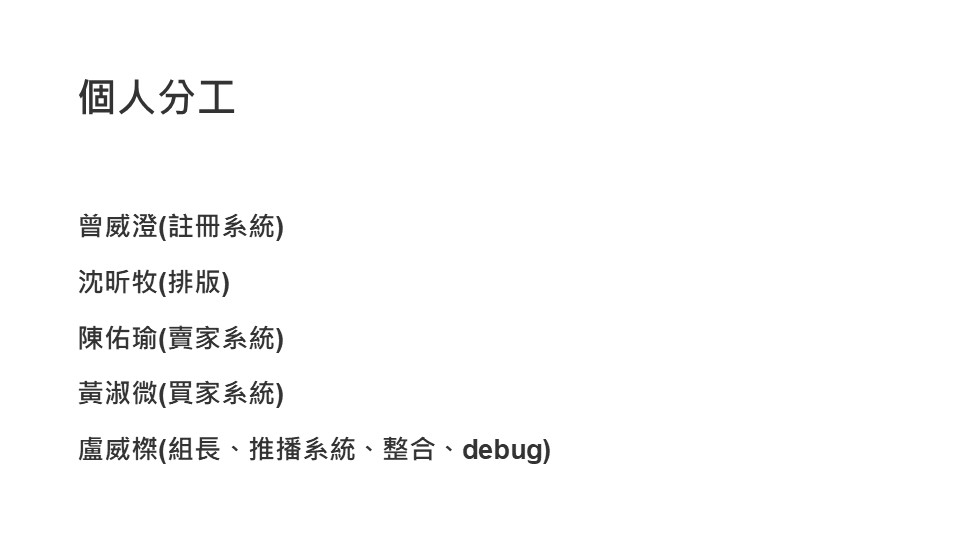 個人分工
曾威澄(註冊系統)
沈昕牧(排版)
陳佑瑜(賣家系統)
黃淑微(買家系統)
盧威榤(組長、推播系統、整合、debug)